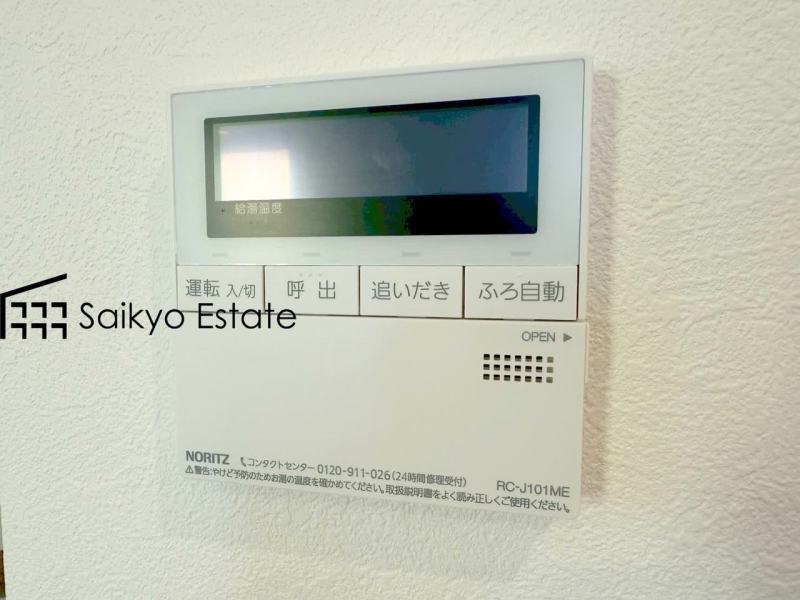 給湯温度
運転 入/切 呼出 追いだき ふろ自動
Saikyo Estate
OPEN ▶
NORITZ コンタクトセンター 0120-911-026(24時間修理受付) RC-J101ME
⚠警告:やけど予防のためお湯の温度を確かめてください。取扱説明書をよく読み正しくご使用ください。